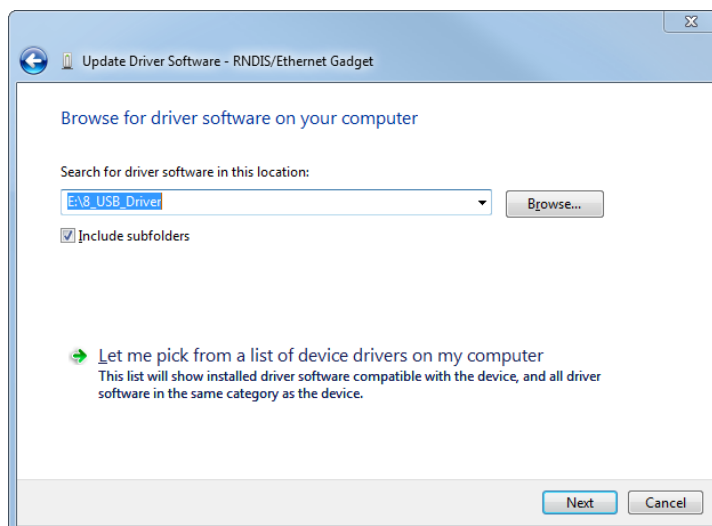 Update Driver Software - RNDIS/Ethernet Gadget
Browse for driver software on your computer
Search for driver software in this location:
E:\8_USB_Driver
Browse...
Include subfolders
Let me pick from a list of device drivers on my computer
This list will show installed driver software compatible with the device, and all driver
software in the same category as the device.
Next
Cancel